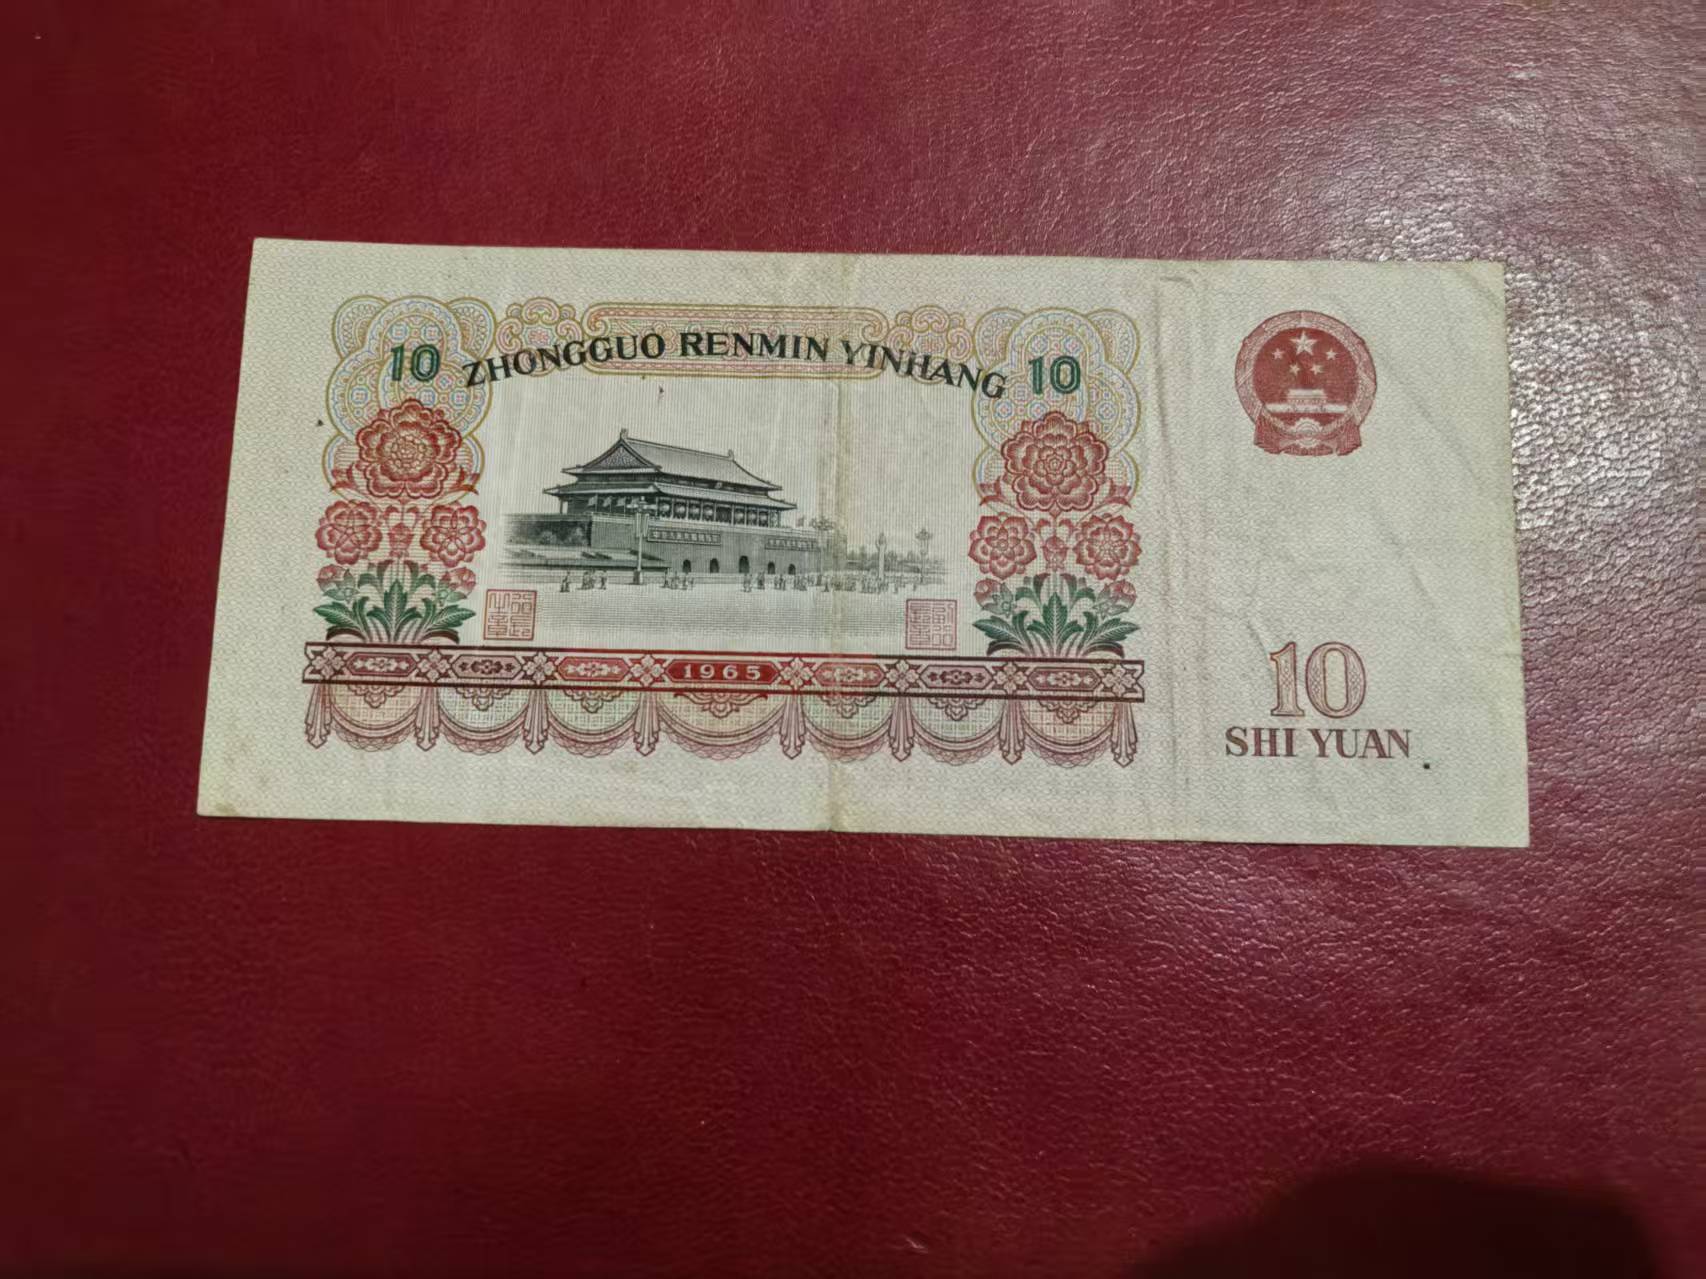 10 ZHONGGUO RENMIN YINHANG 10
1965
10
SHI YUAN